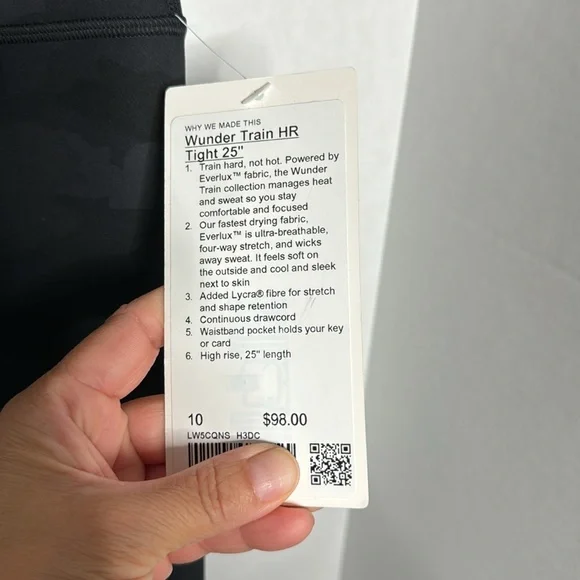 WHY WE MADE THIS
Wunder Train HR
Tight 25"
1. Train hard, not hot. Powered by
Everlux™ fabric, the Wunder
Train collection manages heat
and sweat so you stay
comfortable and focused
2. Our fastest drying fabric,
Everlux™ is ultra-breathable,
four-way stretch, and wicks
away sweat. It feels soft on
the outside and cool and sleek
next to skin
3. Added Lycra® fibre for stretch
and shape retention
4. Continuous drawcord
5. Waistband pocket holds your key
or card
6. High rise, 25" length
10 $98.00
LW5CQNS H3DC